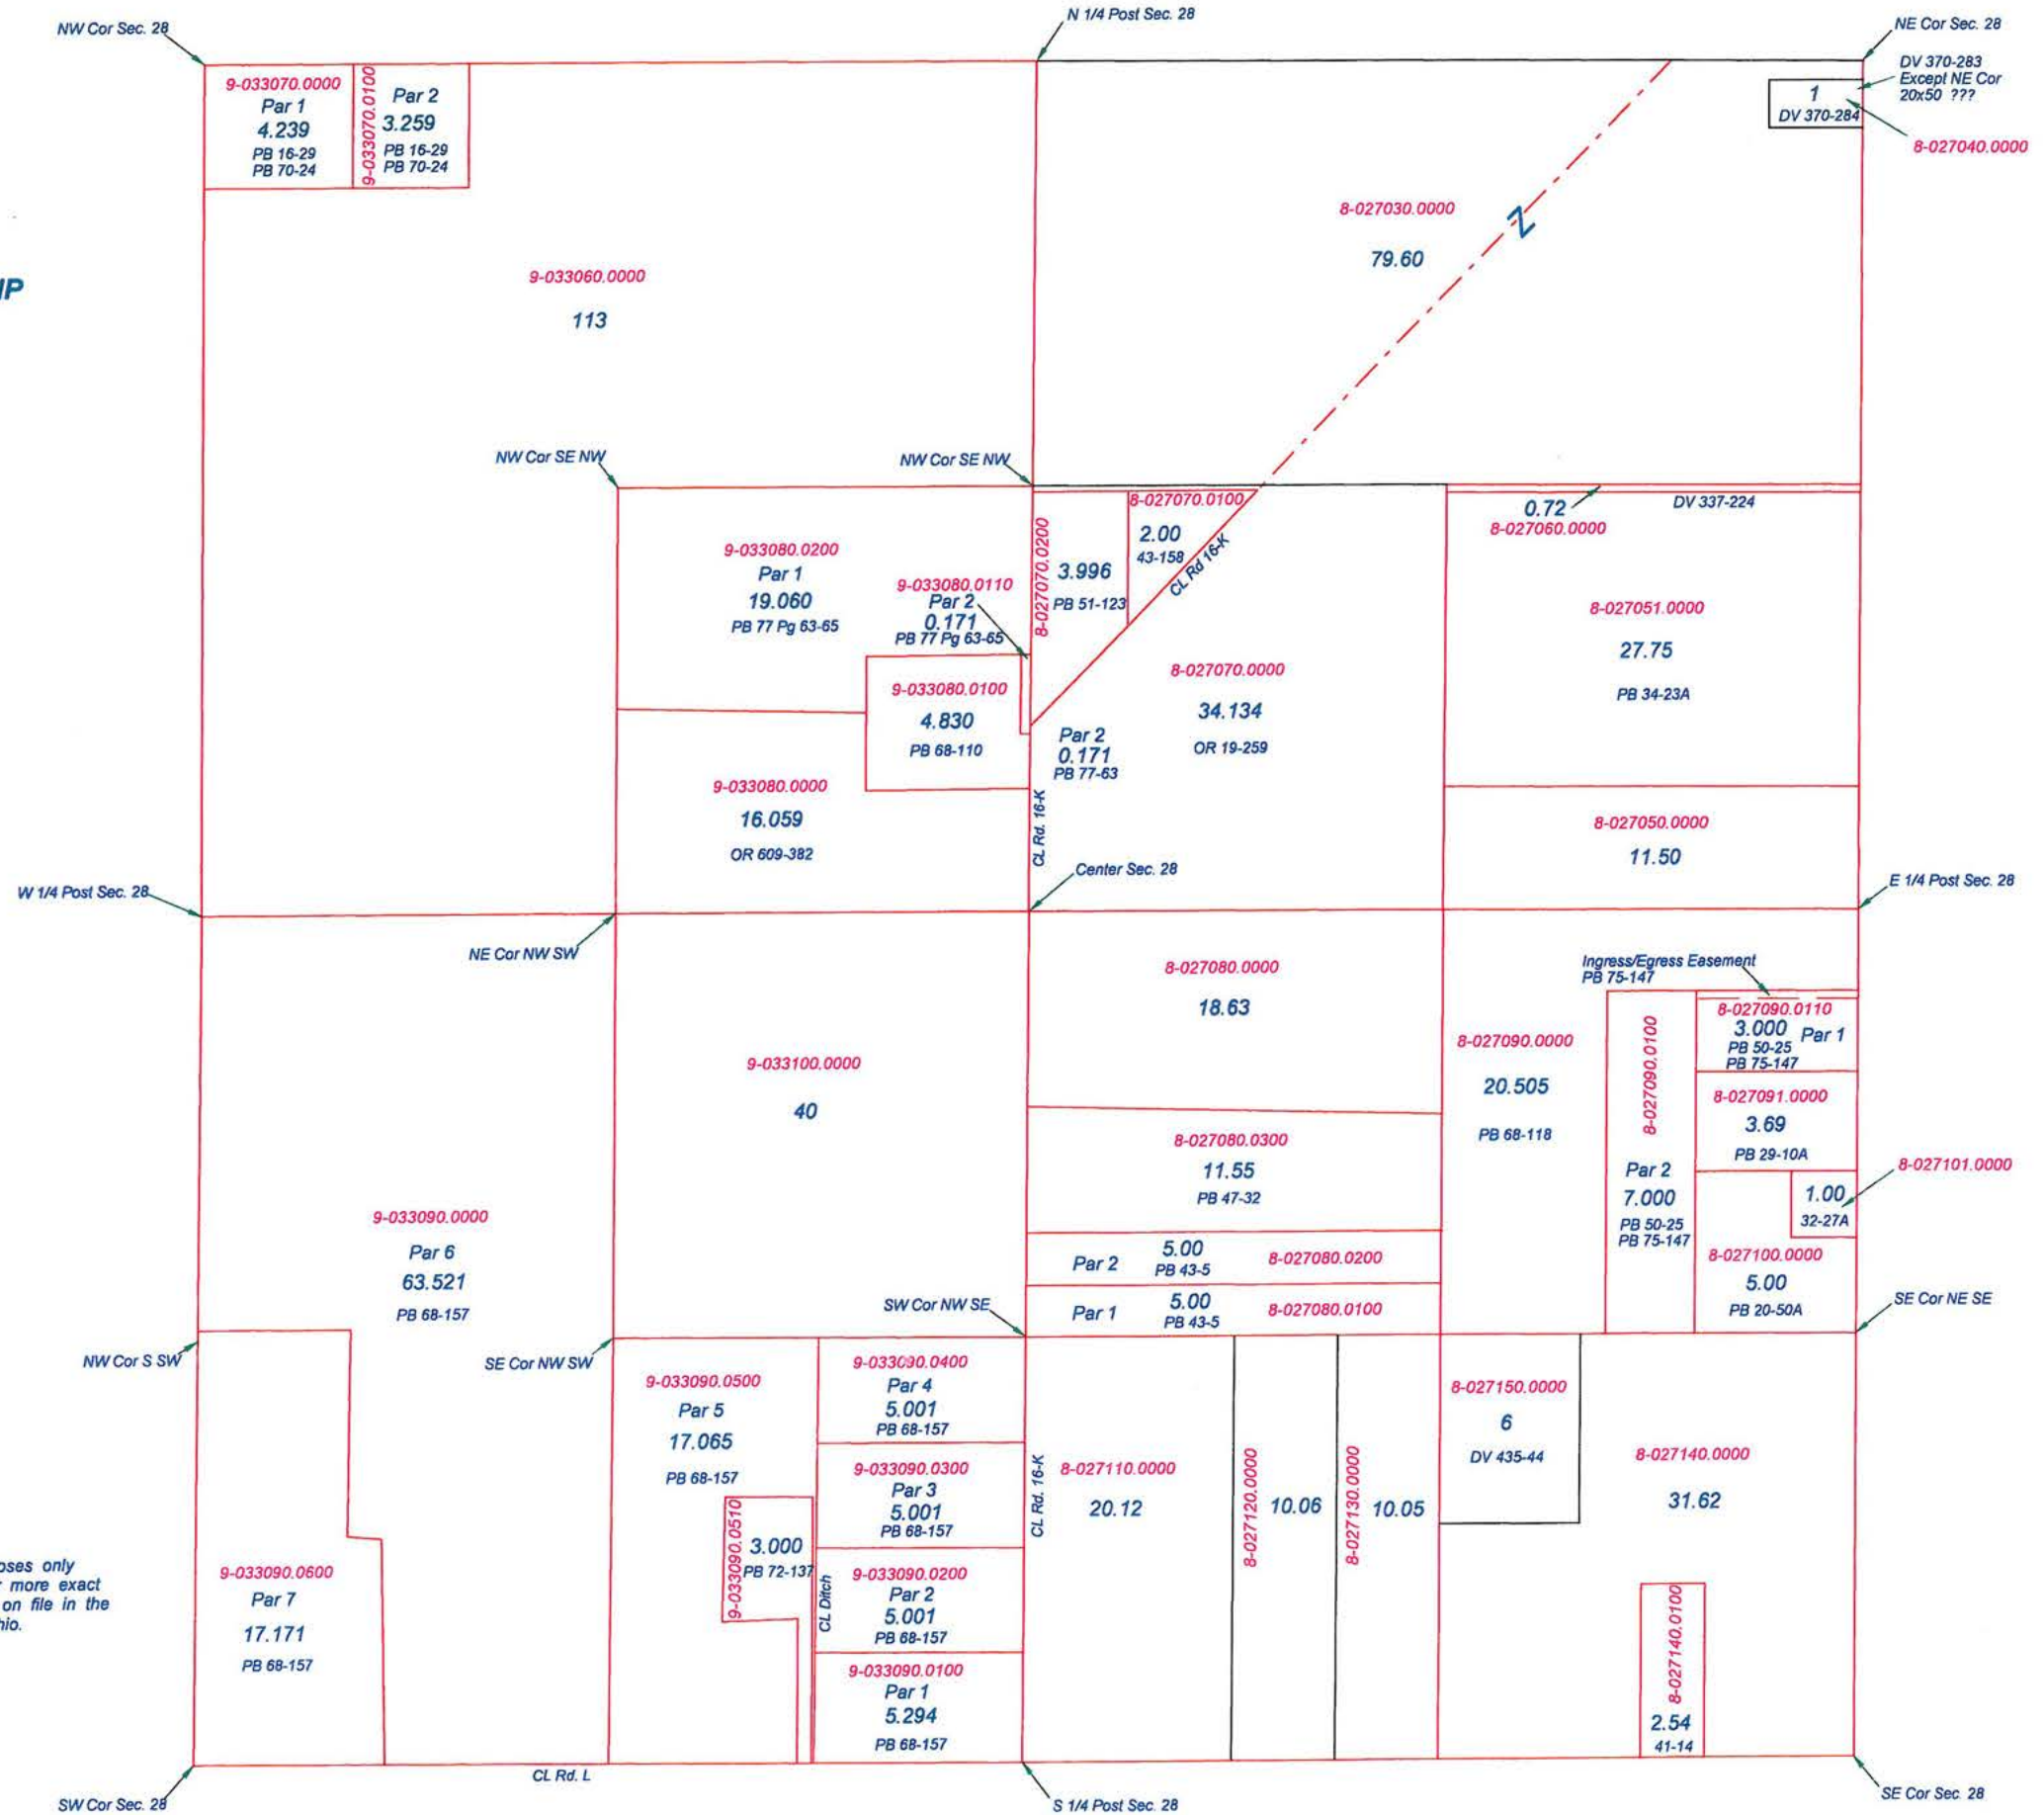 NW Cor Sec. 28
N 1/4 Post Sec. 28
NE Cor Sec. 28
DV 370-283
Except NE Cor
20x50 ???
1
DV 370-284
8-027040.0000
9-033070.0000
Par 1
4.239
PB 16-29
PB 70-24
9-033070.0100
Par 2
3.259
PB 16-29
PB 70-24
IP
9-033060.0000
113
8-027030.0000
79.60
Z
NW Cor SE NW
NW Cor SE NW
9-033080.0200
Par 1
19.060
PB 77 Pg 63-65
9-033080.0110
Par 2
0.171
PB 77 Pg 63-65
9-033080.0100
4.830
PB 68-110
9-033080.0000
16.059
OR 609-382
8-027070.0200
3.996
PB 51-123
8-027070.0100
2.00
43-158
CL Rd 16-K
8-027070.0000
34.134
OR 19-259
Par 2
0.171
PB 77-63
CL Rd. 16-K
0.72
DV 337-224
8-027060.0000
8-027051.0000
27.75
PB 34-23A
8-027050.0000
11.50
W 1/4 Post Sec. 28
Center Sec. 28
E 1/4 Post Sec. 28
NE Cor NW SW
9-033100.0000
40
8-027080.0000
18.63
8-027080.0300
11.55
PB 47-32
Par 2
5.00
PB 43-5
8-027080.0200
Par 1
5.00
PB 43-5
8-027080.0100
Ingress/Egress Easement
PB 75-147
8-027090.0000
20.505
PB 68-118
8-027090.0100
Par 2
7.000
PB 50-25
PB 75-147
8-027090.0110
3.000 Par 1
PB 50-25
PB 75-147
8-027091.0000
3.69
PB 29-10A
8-027101.0000
1.00
32-27A
8-027100.0000
5.00
PB 20-50A
9-033090.0000
Par 6
63.521
PB 68-157
SW Cor NW SE
SE Cor NE SE
NW Cor S SW
SE Cor NW SW
9-033090.0500
Par 5
17.065
PB 68-157
9-033090.0510
3.000
PB 72-137
CL Ditch
9-033090.0400
Par 4
5.001
PB 68-157
9-033090.0300
Par 3
5.001
PB 68-157
9-033090.0200
Par 2
5.001
PB 68-157
9-033090.0100
Par 1
5.294
PB 68-157
CL Rd. 16-K
8-027110.0000
20.12
8-027120.0000
10.06
8-027130.0000
10.05
8-027150.0000
6
DV 435-44
8-027140.0000
31.62
8-027140.0100
2.54
41-14
oses only
more exact
on file in the
hio.
9-033090.0600
Par 7
17.171
PB 68-157
CL Rd. L
SW Cor Sec. 28
S 1/4 Post Sec. 28
SE Cor Sec. 28